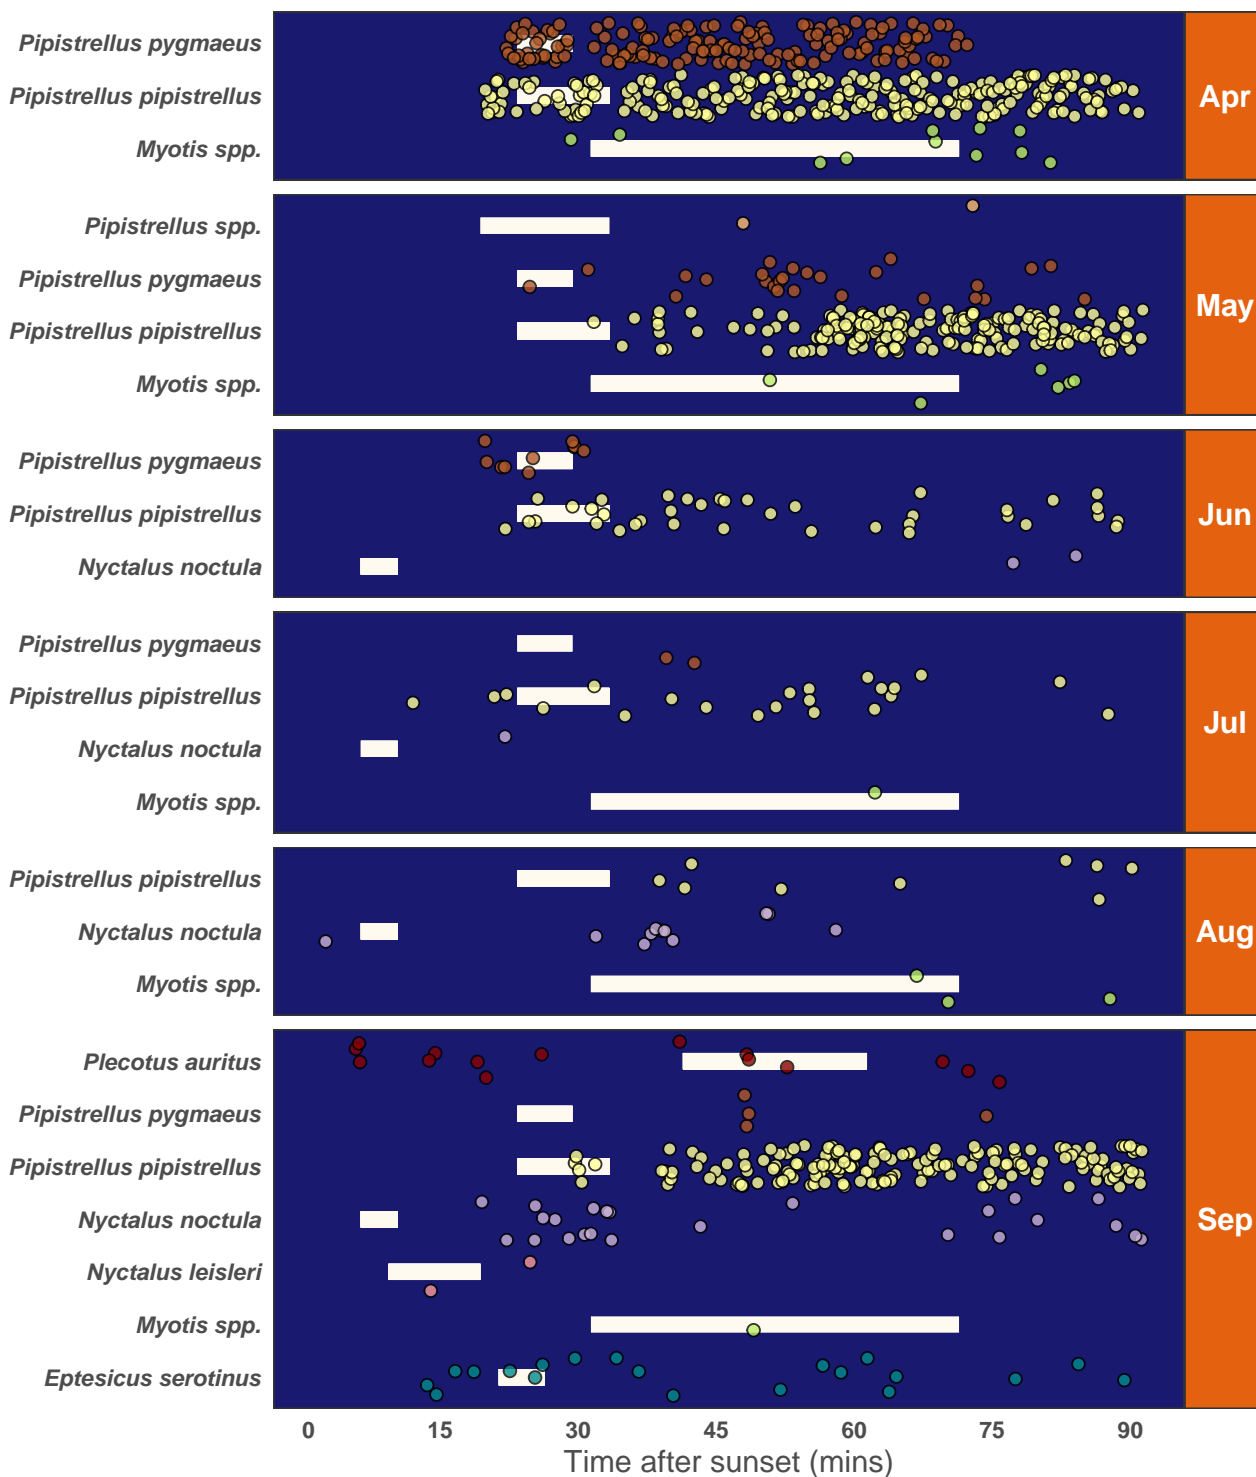 Pipistrellus pygmaeus
Pipistrellus pipistrellus
Myotis spp.
Apr
Pipistrellus spp.
Pipistrellus pygmaeus
Pipistrellus pipistrellus
Myotis spp.
May
Pipistrellus pygmaeus
Pipistrellus pipistrellus
Nyctalus noctula
Jun
Pipistrellus pygmaeus
Pipistrellus pipistrellus
Nyctalus noctula
Myotis spp.
Jul
Pipistrellus pipistrellus
Nyctalus noctula
Myotis spp.
Aug
Plecotus auritus
Pipistrellus pygmaeus
Pipistrellus pipistrellus
Nyctalus noctula
Nyctalus leisleri
Myotis spp.
Eptesicus serotinus
Sep
0 15 30 45 60 75 90
Time after sunset (mins)